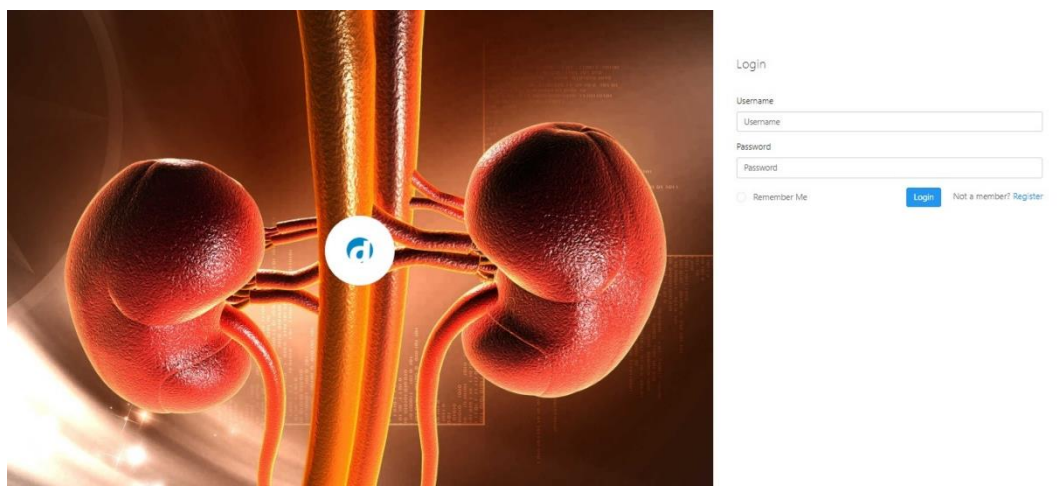 Login
Username
Username
Password
Password
Remember Me
Login
Not a member? Register